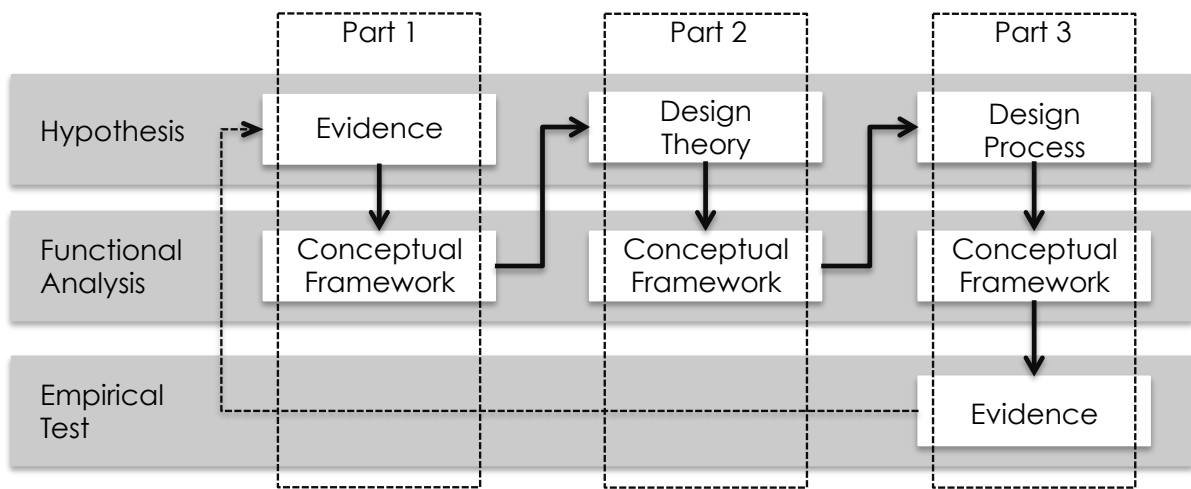 Part 1
Part 2
Part 3
Hypothesis
Evidence
Design
Theory
Design
Process
Functional
Analysis
Conceptual
Framework
Conceptual
Framework
Conceptual
Framework
Empirical
Test
Evidence